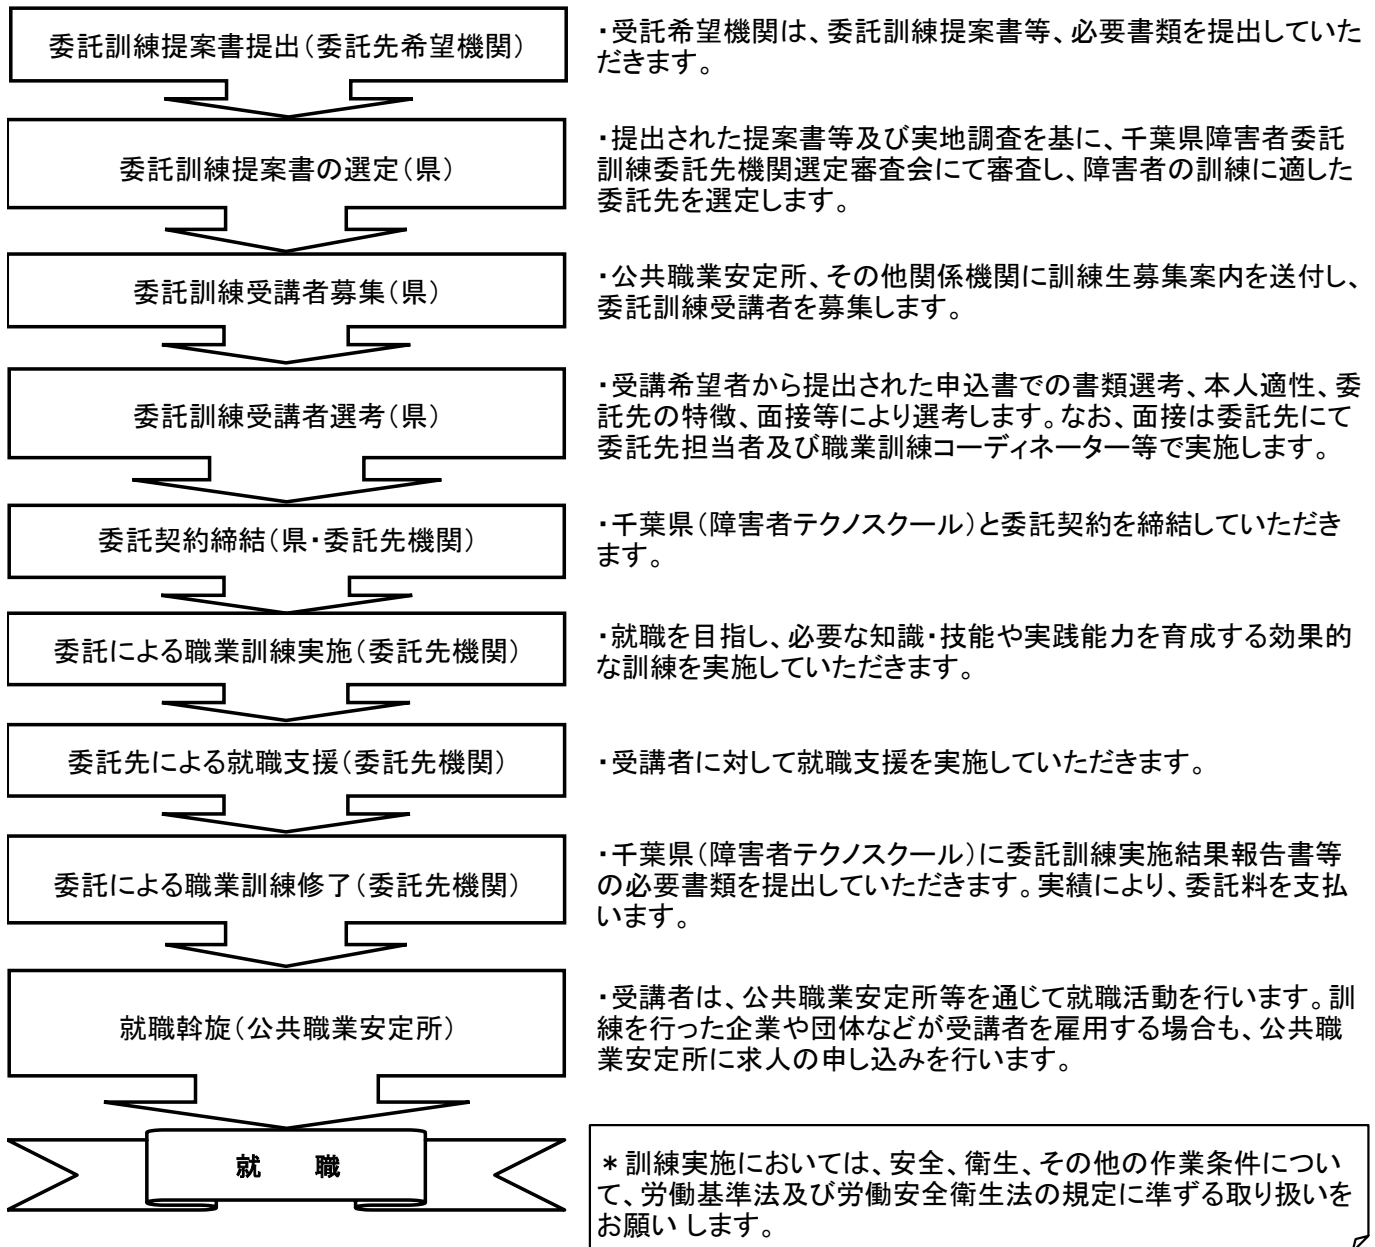 委託訓練提案書提出(委託先希望機関)
・受託希望機関は、委託訓練提案書等、必要書類を提出していた
だきます。
委託訓練提案書の選定(県)
・提出された提案書等及び実地調査を基に、千葉県障害者委託
訓練委託先機関選定審査会にて審査し、障害者の訓練に適した
委託先を選定します。
委託訓練受講者募集(県)
・公共職業安定所、その他関係機関に訓練生募集案内を送付し、
委託訓練受講者を募集します。
委託訓練受講者選考(県)
・受講希望者から提出された申込書での書類選考、本人適性、委
託先の特徴、面接等により選考します。なお、面接は委託先にて
委託先担当者及び職業訓練コーディネーター等で実施します。
委託契約締結(県・委託先機関)
・千葉県(障害者テクノスクール)と委託契約を締結していただき
ます。
委託による職業訓練実施(委託先機関)
・就職を目指し、必要な知識・技能や実践能力を育成する効果的
な訓練を実施していただきます。
委託先による就職支援(委託先機関)
・受講者に対して就職支援を実施していただきます。
委託による職業訓練修了(委託先機関)
・千葉県(障害者テクノスクール)に委託訓練実施結果報告書等
の必要書類を提出していただきます。実績により、委託料を支払
います。
就職斡旋(公共職業安定所)
・受講者は、公共職業安定所等を通じて就職活動を行います。訓
練を行った企業や団体などが受講者を雇用する場合も、公共職
業安定所に求人の申し込みを行います。
就 職
*訓練実施においては、安全、衛生、その他の作業条件につい
て、労働基準法及び労働安全衛生法の規定に準ずる取り扱いを
お願い します。